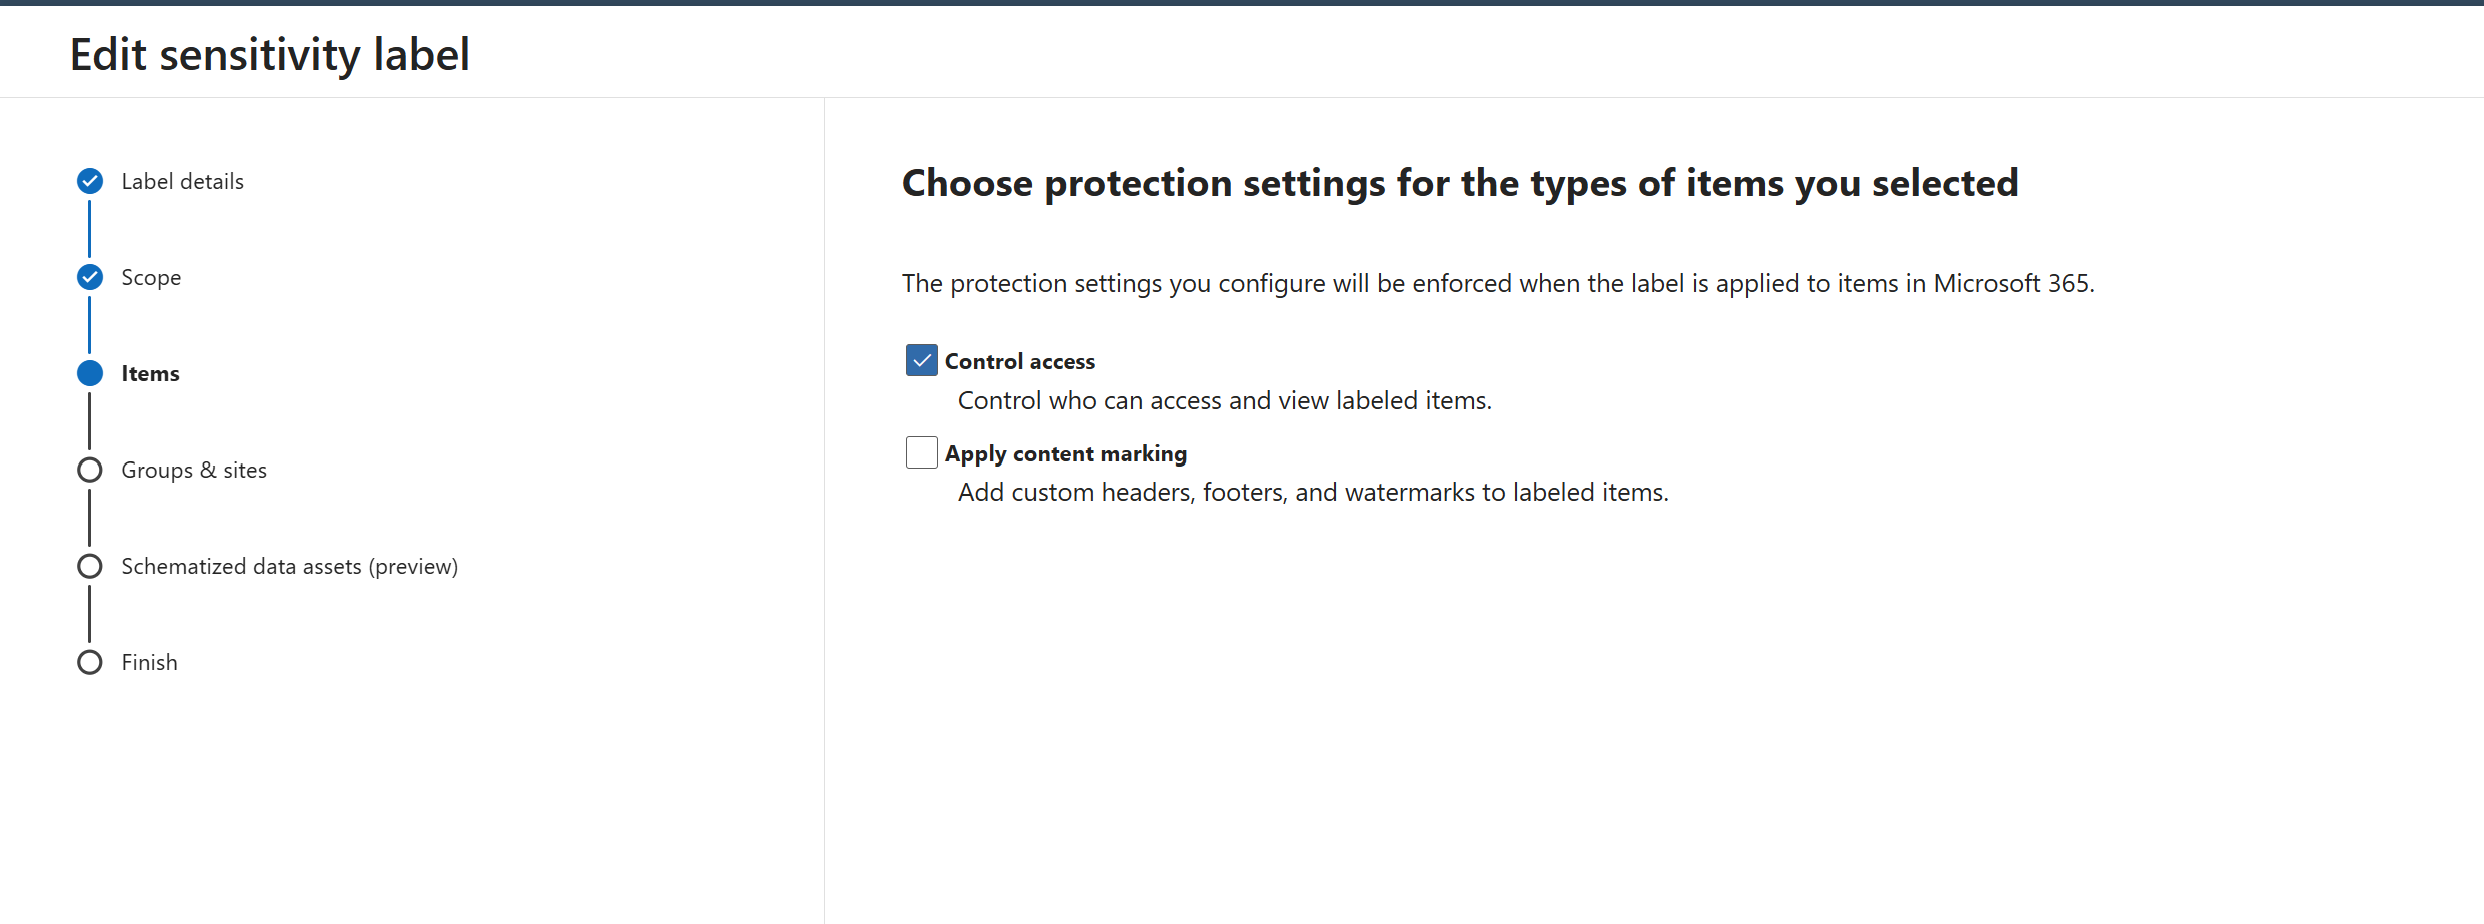 Edit sensitivity label
Label details
Scope
Items
Groups & sites
Schematized data assets (preview)
Finish
Choose protection settings for the types of items you selected
The protection settings you configure will be enforced when the label is applied to items in Microsoft 365.
Control access
Control who can access and view labeled items.
Apply content marking
Add custom headers, footers, and watermarks to labeled items.